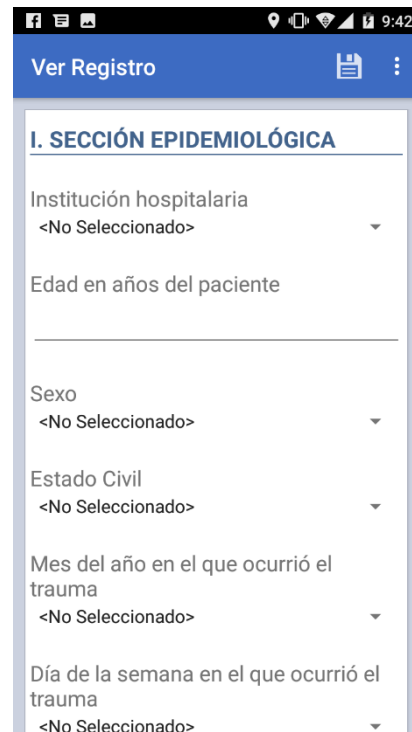 9:42
Ver Registro
I. SECCIÓN EPIDEMIOLÓGICA
Institución hospitalaria
<No Seleccionado>
Edad en años del paciente
Sexo
<No Seleccionado>
Estado Civil
<No Seleccionado>
Mes del año en el que ocurrió el
trauma
<No Seleccionado>
Día de la semana en el que ocurrió el
trauma
<No Seleccionado>